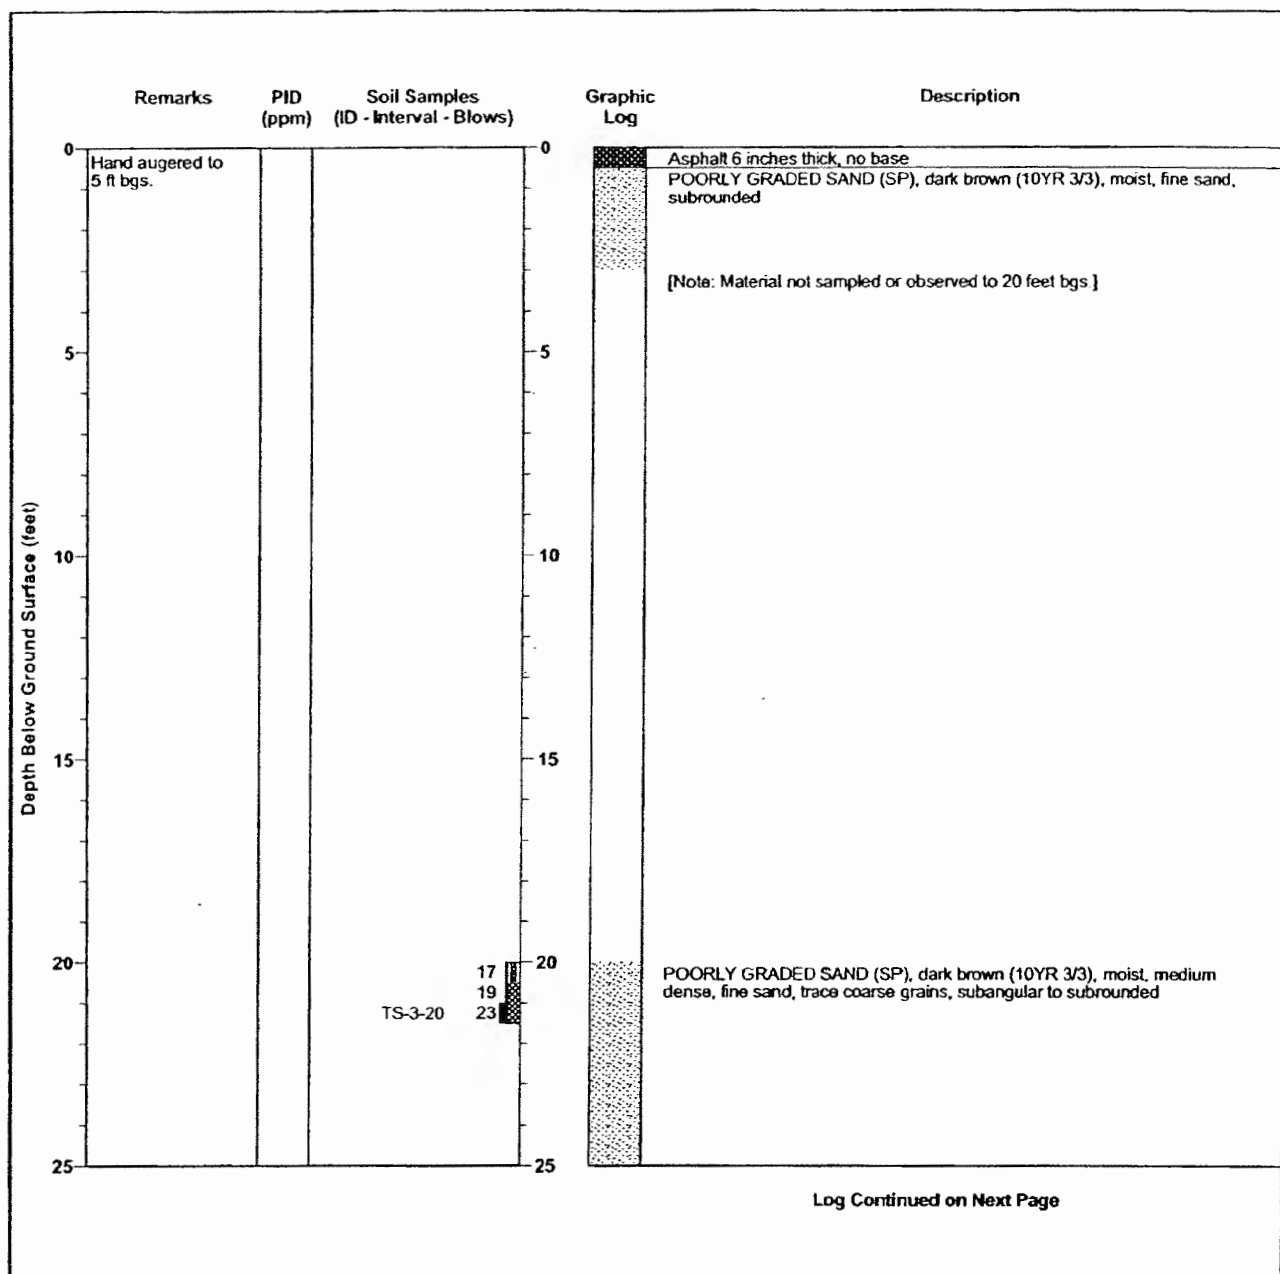 Remarks
PID
(ppm)
Soil Samples
(ID - Interval - Blows)
Graphic
Log
Description
Depth Below Ground Surface (feet)
0
5
10
15
20
25
Hand augered to
5 ft bgs.
0
5
10
15
20
25
Asphalt 6 inches thick, no base
POORLY GRADED SAND (SP), dark brown (10YR 3/3), moist, fine sand,
subrounded
[Note: Material not sampled or observed to 20 feet bgs.]
17
19
TS-3-20 23
POORLY GRADED SAND (SP), dark brown (10YR 3/3), moist, medium
dense, fine sand, trace coarse grains, subangular to subrounded
Log Continued on Next Page